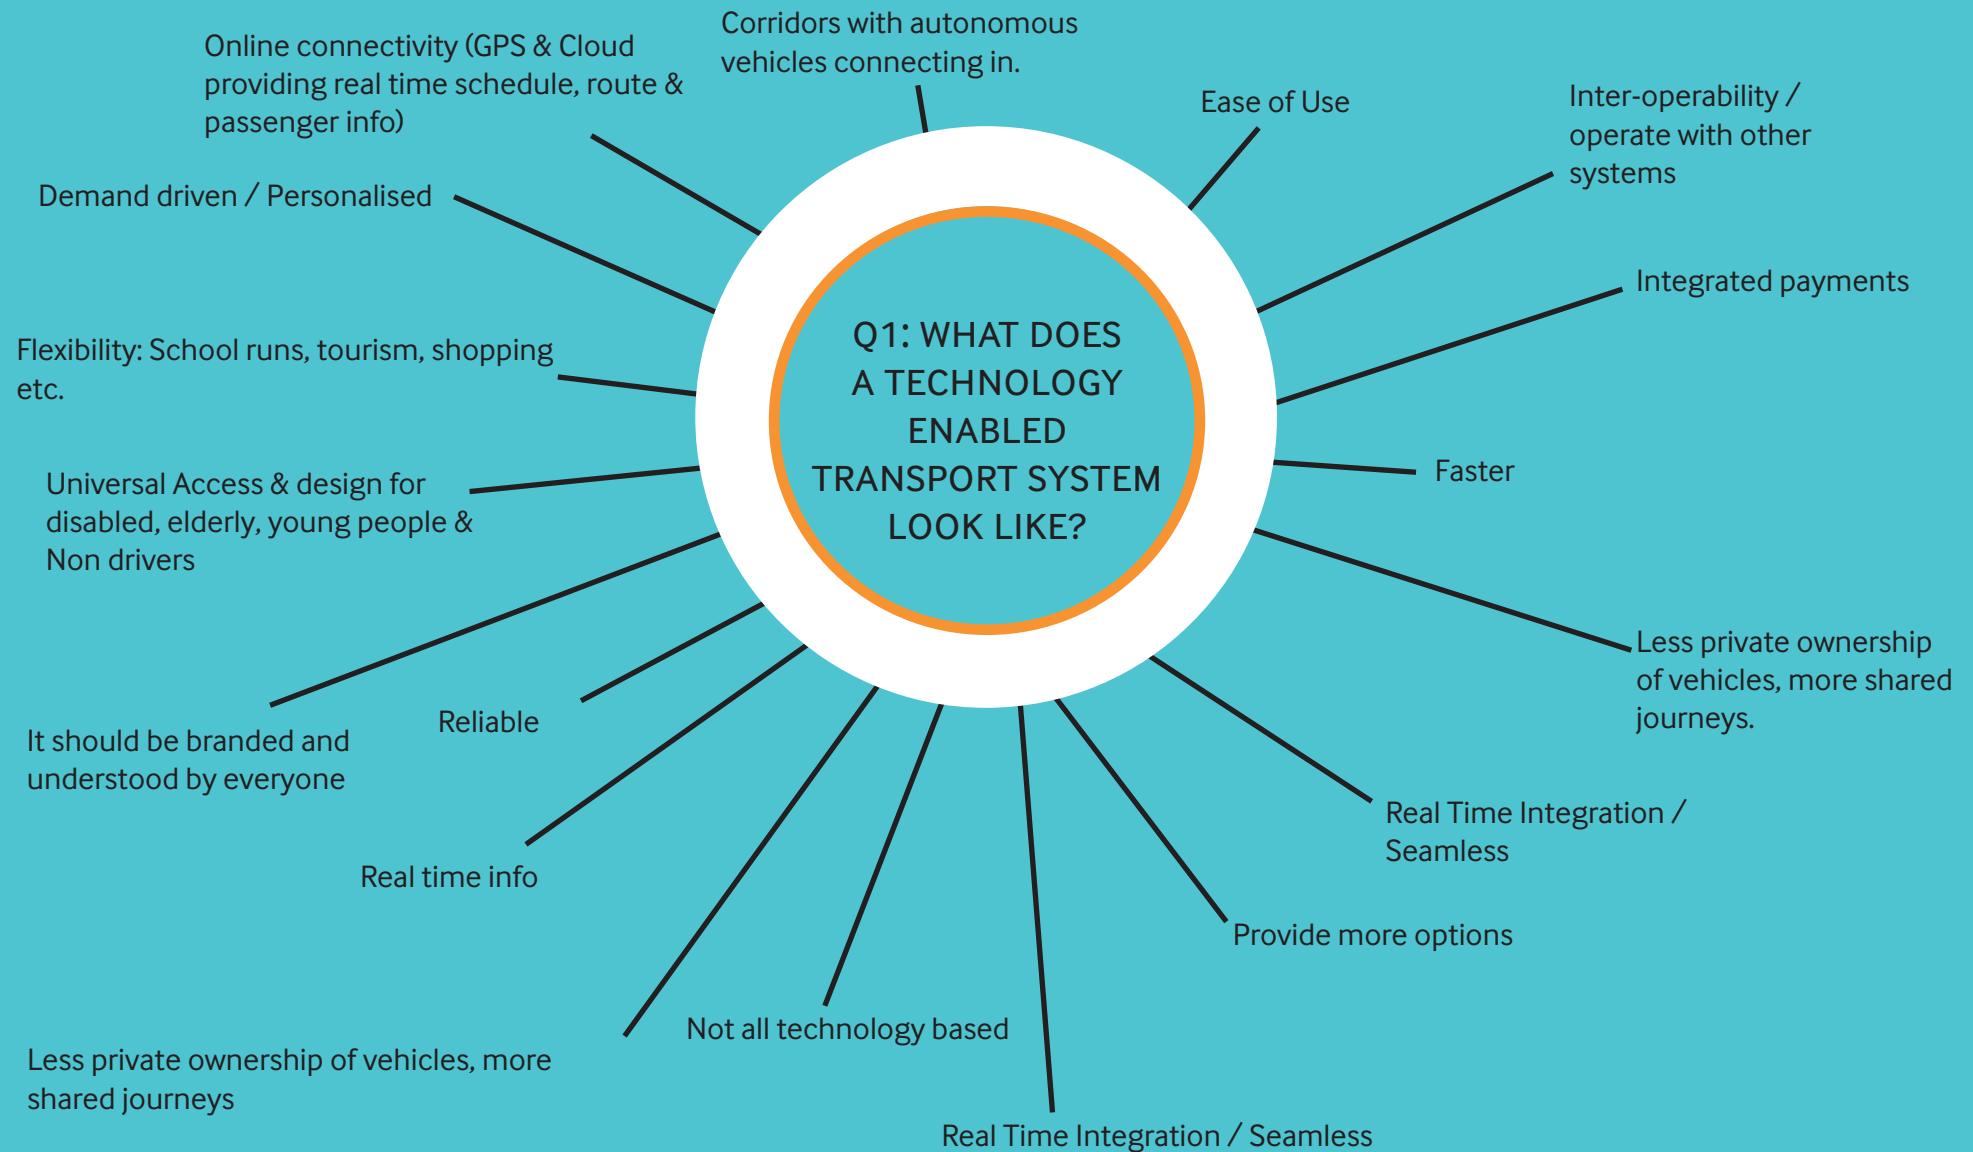 Corridors with autonomous
vehicles connecting in.
Online connectivity (GPS & Cloud
providing real time schedule, route &
passenger info)
Ease of Use
Inter-operability /
operate with other
systems
Demand driven / Personalised
Integrated payments
Q1: WHAT DOES
A TECHNOLOGY
ENABLED
TRANSPORT SYSTEM
LOOK LIKE?
Flexibility: School runs, tourism, shopping
etc.
Faster
Universal Access & design for
disabled, elderly, young people &
Non drivers
Less private ownership
of vehicles, more shared
journeys.
Reliable
It should be branded and
understood by everyone
Real Time Integration /
Seamless
Real time info
Provide more options
Not all technology based
Less private ownership of vehicles, more
shared journeys
Real Time Integration / Seamless